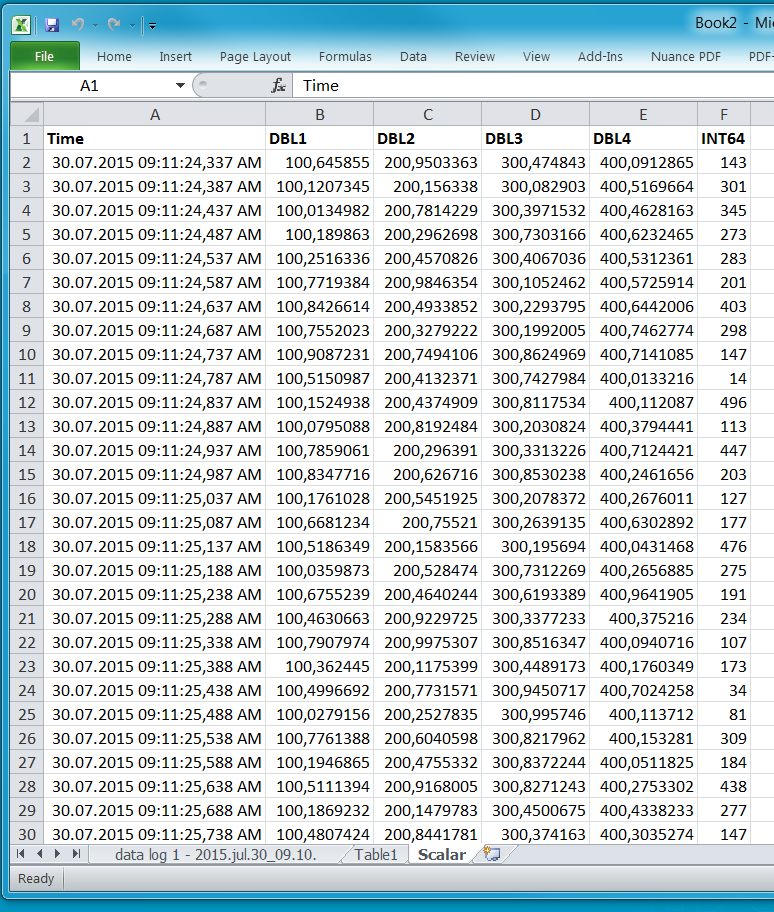 Book2 - Mic
File Home Insert Page Layout Formulas Data Review View Add-Ins Nuance PDF PDF-
A1 fx Time
A B C D E F
1 Time DBL1 DBL2 DBL3 DBL4 INT64
2 30.07.2015 09:11:24,337 AM 100,645855 200,9503363 300,474843 400,0912865 143
3 30.07.2015 09:11:24,387 AM 100,1207345 200,156338 300,082903 400,5169664 301
4 30.07.2015 09:11:24,437 AM 100,0134982 200,7814229 300,3971532 400,4628163 345
5 30.07.2015 09:11:24,487 AM 100,189863 200,2962698 300,7303166 400,6232465 273
6 30.07.2015 09:11:24,537 AM 100,2516336 200,4570826 300,4067036 400,5312361 283
7 30.07.2015 09:11:24,587 AM 100,7719384 200,9846354 300,1052462 400,5725914 201
8 30.07.2015 09:11:24,637 AM 100,8426614 200,4933852 300,2293795 400,6442006 403
9 30.07.2015 09:11:24,687 AM 100,7552023 200,3279222 300,1992005 400,7462774 298
10 30.07.2015 09:11:24,737 AM 100,9087231 200,7494106 300,8624969 400,7141085 147
11 30.07.2015 09:11:24,787 AM 100,5150987 200,4132371 300,7427984 400,0133216 14
12 30.07.2015 09:11:24,837 AM 100,1524938 200,4374909 300,8117534 400,112087 496
13 30.07.2015 09:11:24,887 AM 100,0795088 200,8192484 300,2030824 400,3794441 113
14 30.07.2015 09:11:24,937 AM 100,7859061 200,296391 300,3313226 400,7124421 447
15 30.07.2015 09:11:24,987 AM 100,8347716 200,626716 300,8530238 400,2461656 203
16 30.07.2015 09:11:25,037 AM 100,1761028 200,5451925 300,2078372 400,2676011 127
17 30.07.2015 09:11:25,087 AM 100,6681234 200,75521 300,2639135 400,6302892 177
18 30.07.2015 09:11:25,137 AM 100,5186349 200,1583566 300,195694 400,0431468 476
19 30.07.2015 09:11:25,188 AM 100,0359873 200,528474 300,7312269 400,2656885 275
20 30.07.2015 09:11:25,238 AM 100,6755239 200,4640244 300,6193389 400,9641905 191
21 30.07.2015 09:11:25,288 AM 100,4630663 200,9229725 300,3377233 400,375216 234
22 30.07.2015 09:11:25,338 AM 100,7907974 200,9975307 300,8516347 400,0940716 107
23 30.07.2015 09:11:25,388 AM 100,362445 200,1175399 300,4489173 400,1760349 173
24 30.07.2015 09:11:25,438 AM 100,4996692 200,7731571 300,9450717 400,7024258 34
25 30.07.2015 09:11:25,488 AM 100,0279156 200,2527835 300,995746 400,113712 81
26 30.07.2015 09:11:25,538 AM 100,7761388 200,6040598 300,8217962 400,153281 309
27 30.07.2015 09:11:25,588 AM 100,1946865 200,4755332 300,8372244 400,0511825 184
28 30.07.2015 09:11:25,638 AM 100,5111394 200,9168005 300,8271243 400,2753302 438
29 30.07.2015 09:11:25,688 AM 100,1869232 200,1479783 300,4500675 400,4338233 277
30 30.07.2015 09:11:25,738 AM 100,4807424 200,8441781 300,374163 400,3035274 147
data log 1 - 2015.jul.30_09.10. Table1 Scalar
Ready